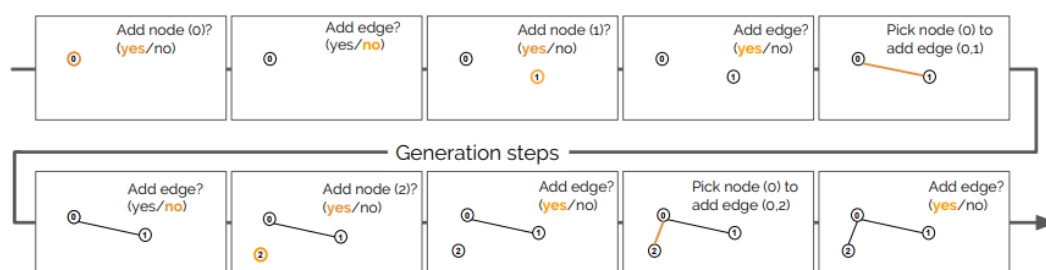 Add node (0)?
(yes/no)
0
Add edge?
(yes/no)
0
Add node (1)?
(yes/no)
0
1
Add edge?
(yes/no)
0
1
Pick node (0) to
add edge (0,1)
0
1
Generation steps
Add edge?
(yes/no)
0
1
Add node (2)?
(yes/no)
0
1
2
Add edge?
(yes/no)
0
1
2
Pick node (0) to
add edge (0,2)
0
1
2
Add edge?
(yes/no)
0
1
2